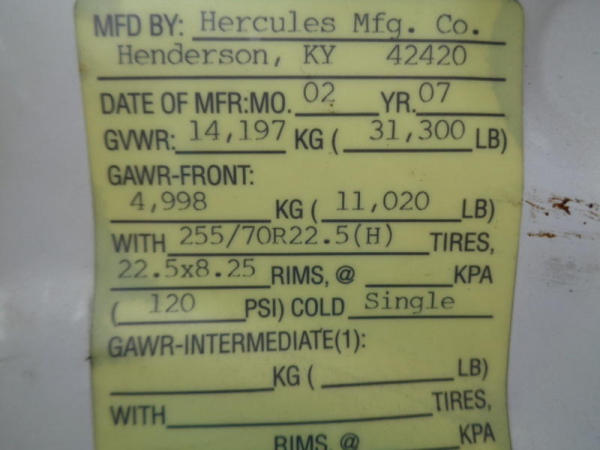 MFD BY: Hercules Mfg. Co.
Henderson, KY 42420
DATE OF MFR:MO. 02 YR. 07
GVWR: 14,197 KG ( 31,300 LB)
GAWR-FRONT:
4,998 KG ( 11,020 LB)
WITH 255/70R22.5(H) TIRES,
22.5x8.25 RIMS, @ KPA
( 120 PSI) COLD Single
GAWR-INTERMEDIATE(1):
KG ( LB)
WITH TIRES,
RIMS, @ KPA